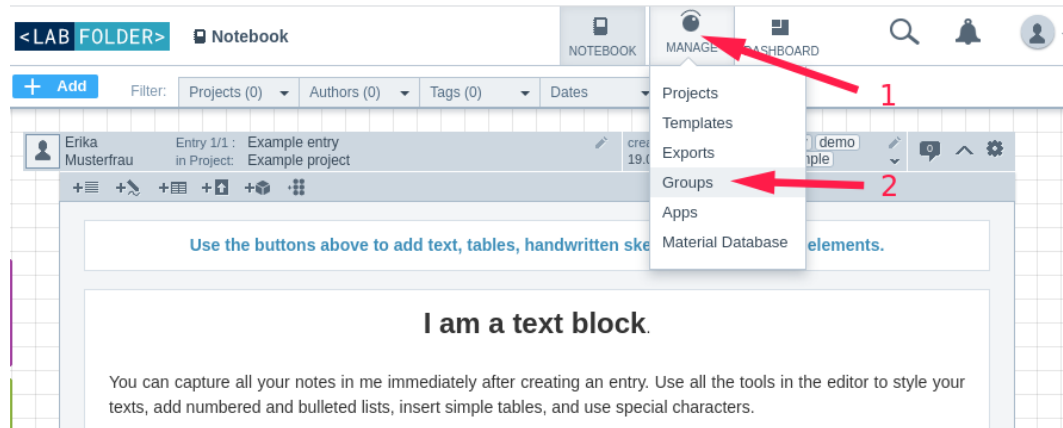 <LAB FOLDER> Notebook NOTEBOOK MANAGE DASHBOARD
1
+ Add Filter: Projects (0) Authors (0) Tags (0) Dates
Projects
Templates
Exports
Groups
2
Apps
Material Database
Erika Entry 1/1 : Example entry demo
Musterfrau in Project: Example project
0
Use the buttons above to add text, tables, handwritten elements.
I am a text block.
You can capture all your notes in me immediately after creating an entry. Use all the tools in the editor to style your
texts, add numbered and bulleted lists, insert simple tables, and use special characters.